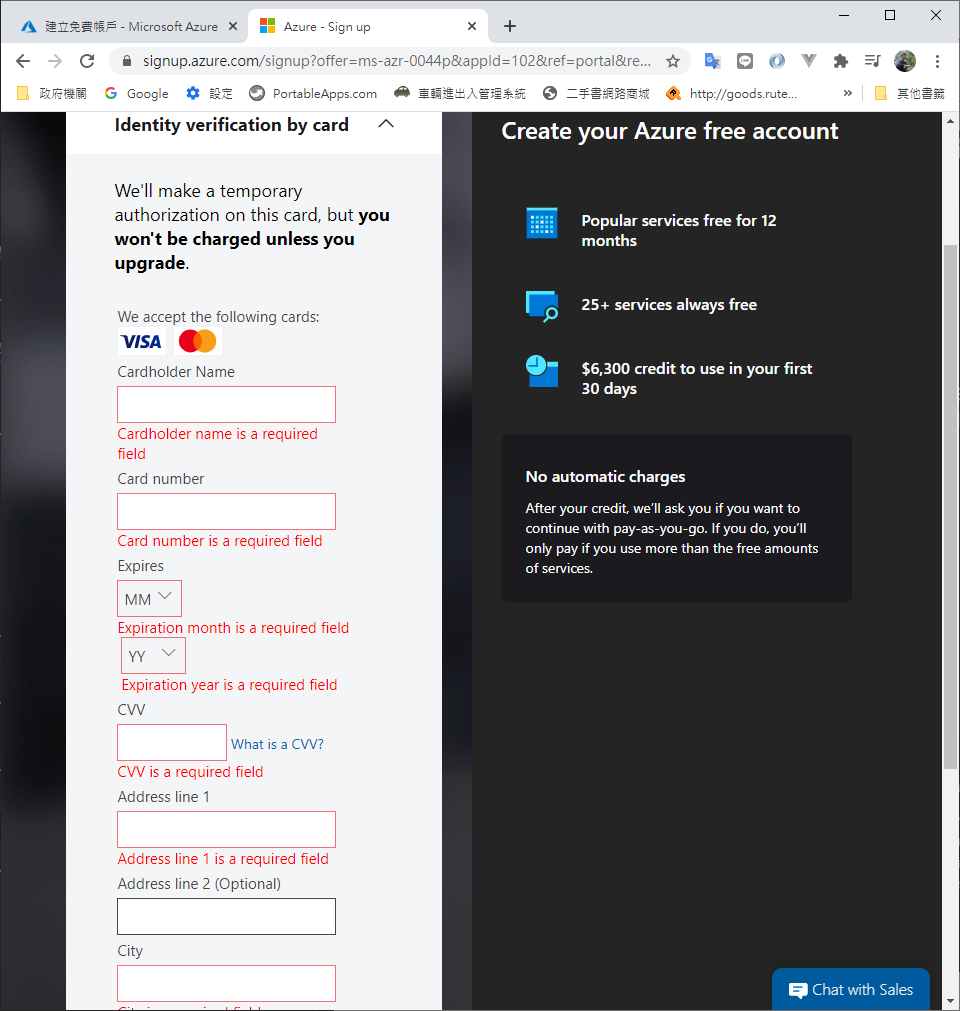 建立免費帳戶 - Microsoft Azure
Azure - Sign up
signup.azure.com/signup?offer=ms-azr-0044p&appId=102&ref=portal&re...
政府機關
Google
設定
PortableApps.com
車輛進出入管理系統
二手書網路商城
http://goods.rute...
»
其他書籤
Identity verification by card
We'll make a temporary
authorization on this card, but you
won't be charged unless you
upgrade.
We accept the following cards:
VISA
Cardholder Name
Cardholder name is a required
field
Card number
Card number is a required field
Expires
MM
Expiration month is a required field
YY
Expiration year is a required field
CVV
What is a CVV?
CVV is a required field
Address line 1
Address line 1 is a required field
Address line 2 (Optional)
City
Create your Azure free account
Popular services free for 12
months
25+ services always free
$6,300 credit to use in your first
30 days
No automatic charges
After your credit, we’ll ask you if you want to
continue with pay-as-you-go. If you do, you’ll
only pay if you use more than the free amounts
of services.
Chat with Sales